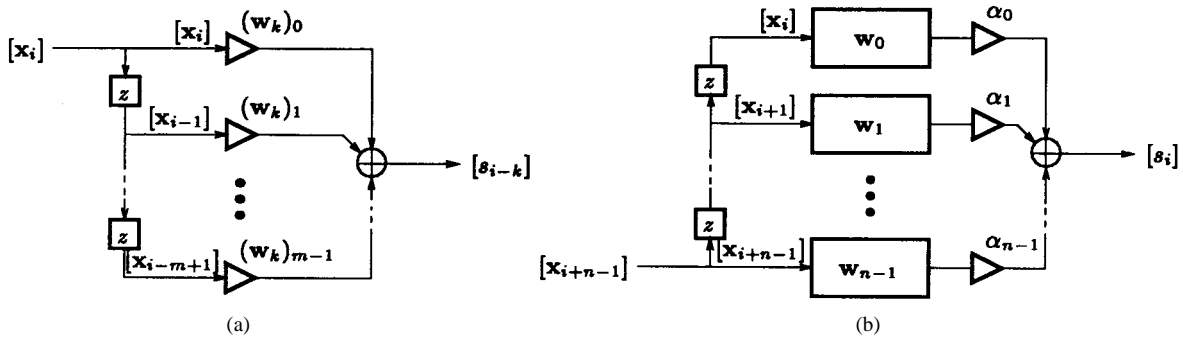 [x_i]
[x_i]
(w_k)_0
z
[x_{i-1}]
(w_k)_1
[s_{i-k}]
z
[x_{i-m+1}]
(w_k)_{m-1}
(a)
[x_i]
w_0
α_0
z
[x_{i+1}]
w_1
α_1
[s_i]
z
[x_{i+n-1}]
[x_{i+n-1}]
w_{n-1}
α_{n-1}
(b)